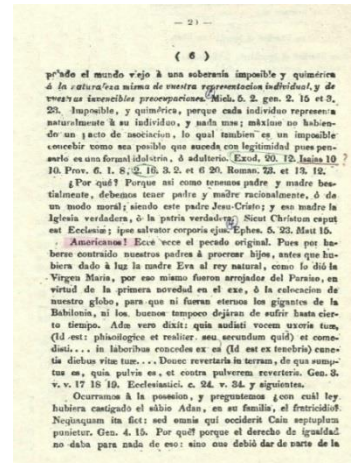 — 2) —
( 6 )
prado el mundo viejo à una soberanía imposible y quimérica
á la naturaleza misma de nuestra representacion individual, y de
vuestras invencibles preocupaciones. Mich. 5. 2. gen. 2. 15 et 3.
23. Imposible, y quimérica, porque cada individuo representa
naturalmente à su individuo, y nada mas; máxime no habien-
do un pacto de asociacion, lo qual tambien es un imposible
concebir como sea posible que suceda con legitimidad pues pen-
sarlo es una formal idolatria, ó adulterio. Exod. 20. 12. Isaias 10 ?
10. Prov. 6. 1. 8, 2. 16. 3. 2. et 6 20. Roman. 73. et 13. 12.
¿Por qué? Porque asi como tenemos padre y madre bes-
tialmente, debemos tener padre y madre racionalmente, ó de
un modo moral; siendo este padre Jesu-Cristo; y esa madre la
Iglesia verdadera, ó la patria verdadera. Sicut Christum caput
est Ecclesiæ; ipse salvator corporis ejus. Ephes. 5. 23. Matt 15.
Americanos! Ecce ecce el pecado original. Pues por ha-
berse contraido nuestros padres à procrear hijos, antes que hu-
biera dado à luz la madre Eva al rey natural, como lo dió la
Virgen Maria, por eso mismo fueron arrojados del Paraiso, en
virtud de la primera novedad en el exe, ó la colocacion de
nuestro globo, para que ni fueran eternos los gigantes de la
Babilonia, ni los buenos tampoco dejáran de sufrir hasta cier-
to tiempo. Adæ vero dixit: quia audisti vocem uxoris tuæ,
(Id est: phisoilogice et realiter seu secundum quid) et come-
disti.... in laboribus concedes ex ea (Id est ex tenebris) cunc-
tis diebus vitæ tuæ.... Donec revertaris in terram, de qua sump-
tus es, quia pulvis es, et contra pulverem reverteris. Gen. 3.
v. v. 17 18 19. Ecclesiastici. c. 24. v. 34. y siguientes.
Ocurramos à la posesion, y preguntemos ¿con cuál ley
hubiera castigado el sábio Adan, en su familia, el fratricidio?
Nequaquam ita fiet: sed omnis qui occiderit Cain septuplum
punietur. Gen. 4. 15. Por qué? porque el derecho de igualdad
no daba para nada de eso: sino que debió dar de parte de la